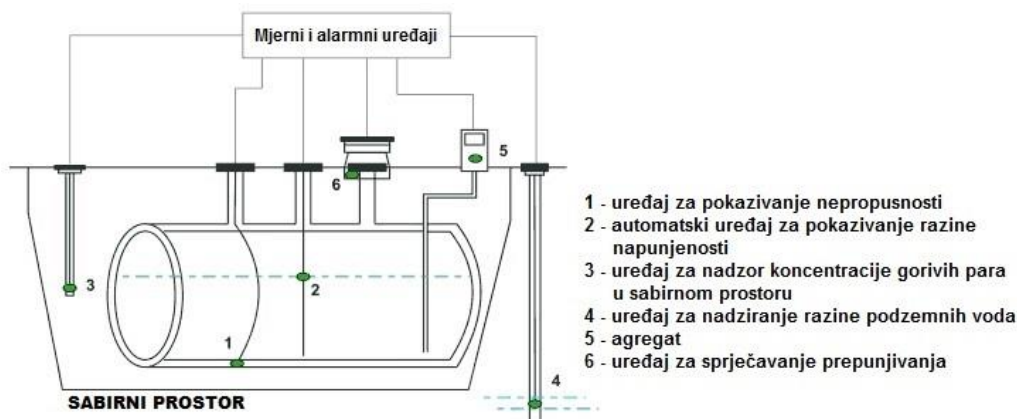 Mjerni i alarmni uređaji
5
6
3
2
1
4
SABIRNI PROSTOR
1 - uređaj za pokazivanje nepropusnosti
2 - automatski uređaj za pokazivanje razine
napunjenosti
3 - uređaj za nadzor koncentracije gorivih para
u sabirnom prostoru
4 - uređaj za nadziranje razine podzemnih voda
5 - agregat
6 - uređaj za sprječavanje prepunjivanja